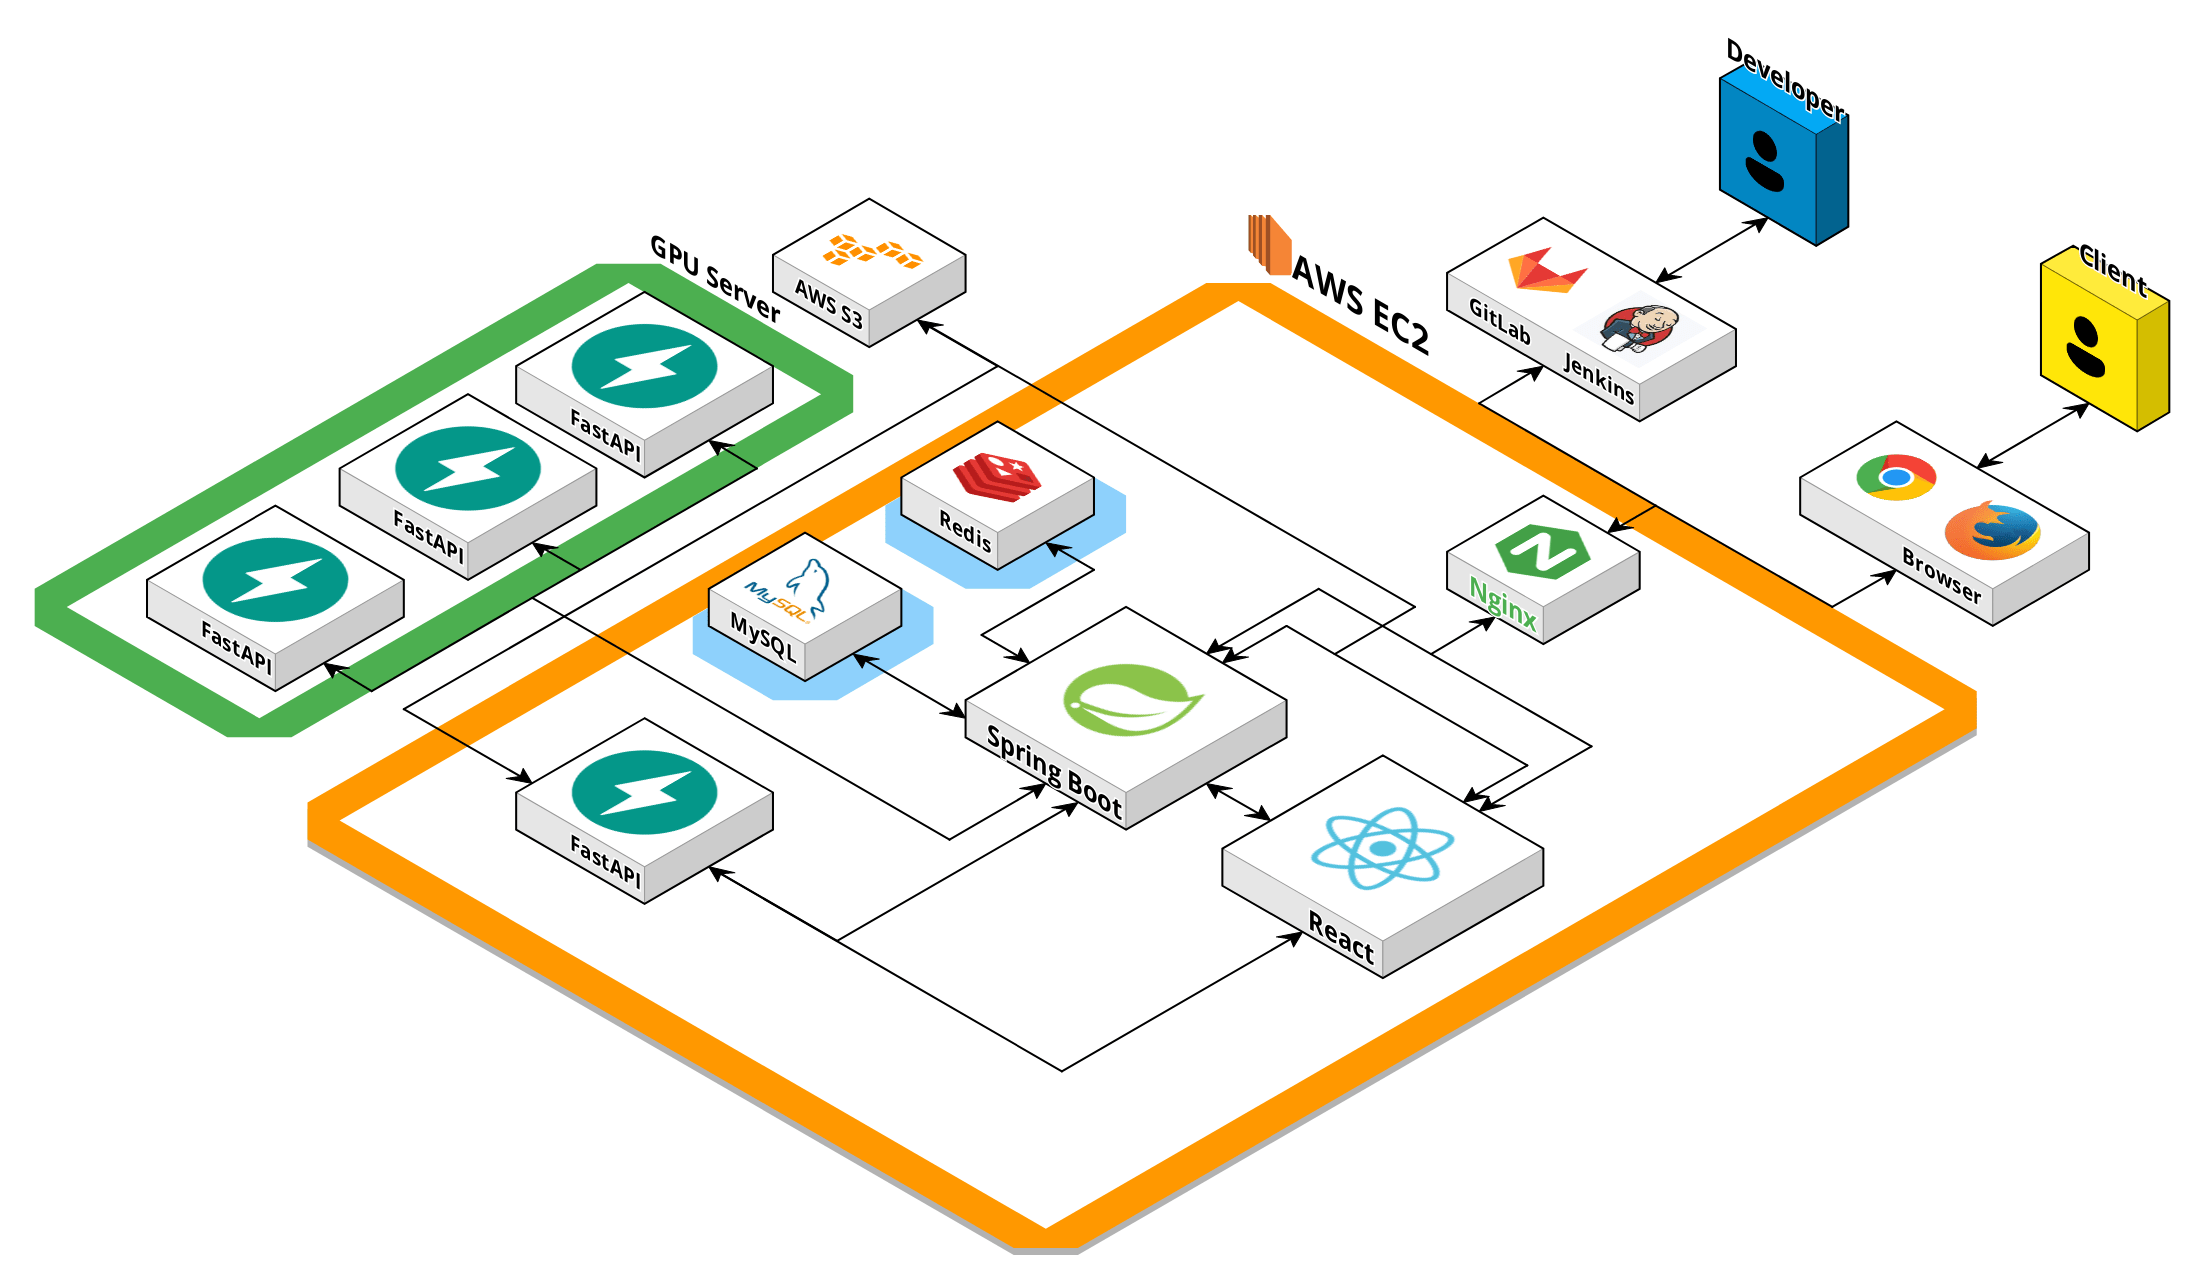 Developer
Client
GPU Server
AWS S3
AWS EC2
GitLab
Jenkins
Browser
FastAPI
FastAPI
FastAPI
Redis
MySQL
MySQL
Nginx
Spring Boot
FastAPI
React